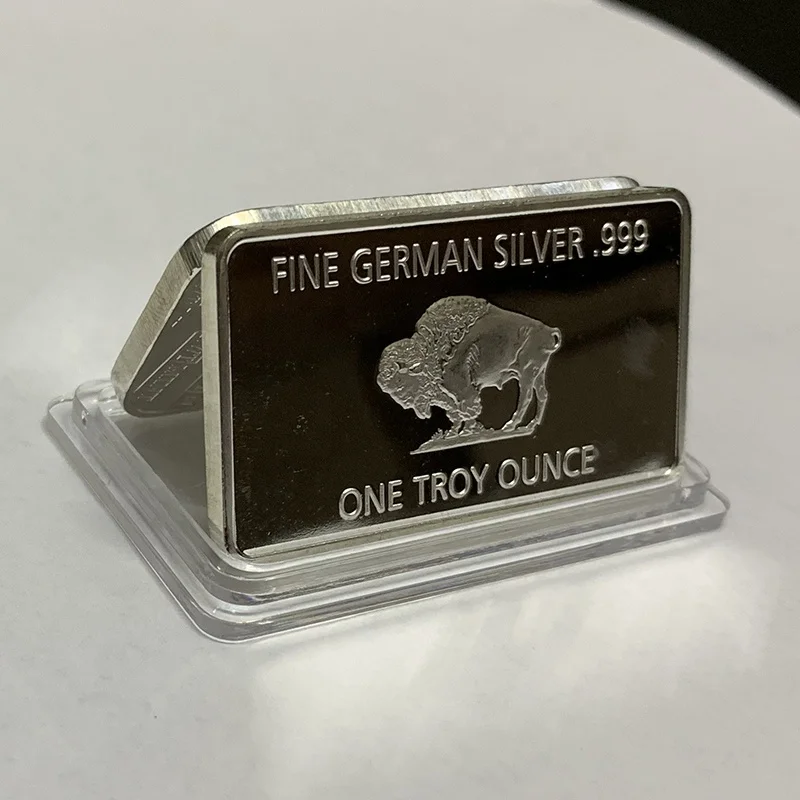 FINE GERMAN SILVER .999
ONE TROY OUNCE